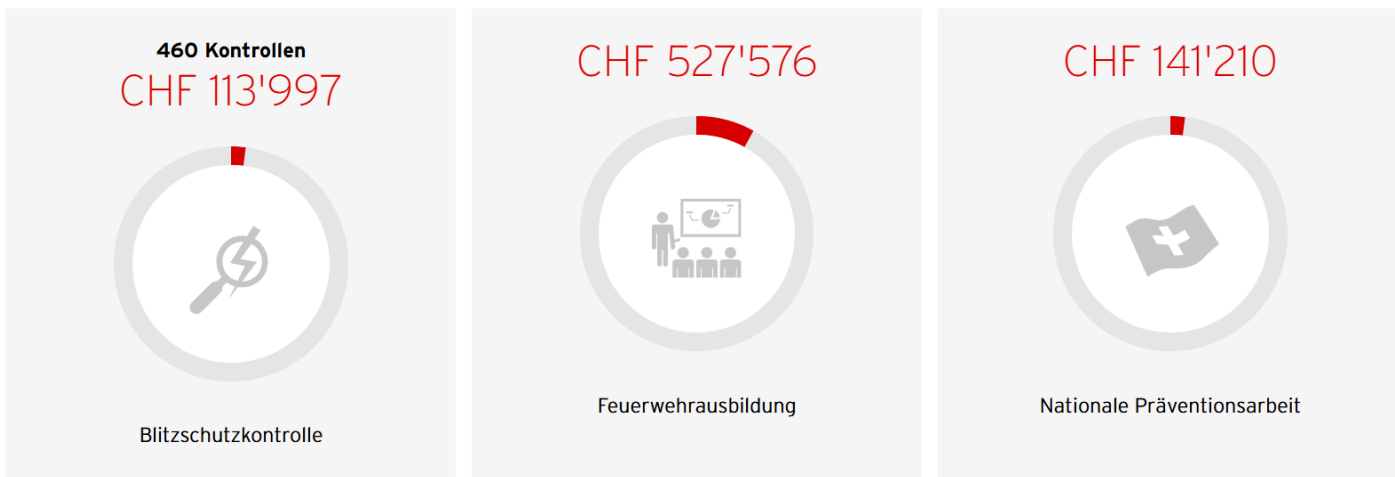 460 Kontrollen
CHF 113'997
Blitzschutzkontrolle
CHF 527'576
Feuerwehrausbildung
CHF 141'210
Nationale Präventionsarbeit